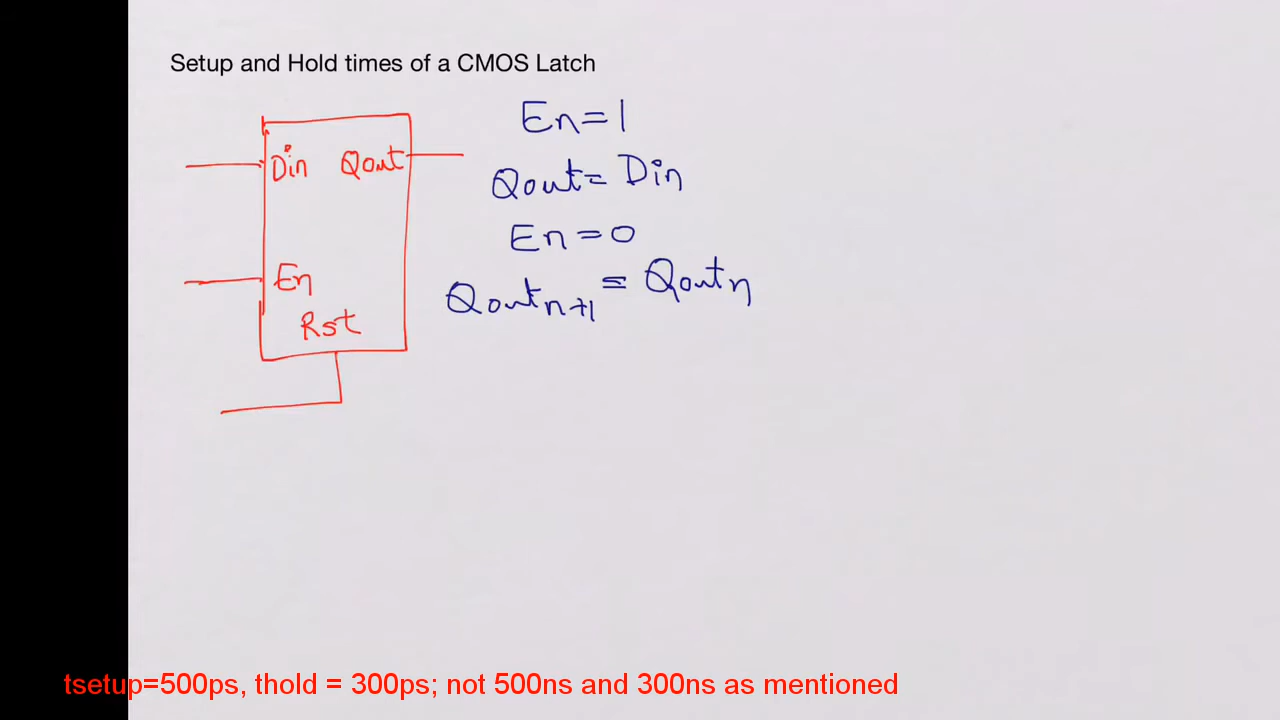 Setup and Hold times of a CMOS Latch
Din Qout
En
Rst
En=1
Qout= Din
En=0
Qoutn+1 = Qoutn
tsetup=500ps, thold = 300ps; not 500ns and 300ns as mentioned